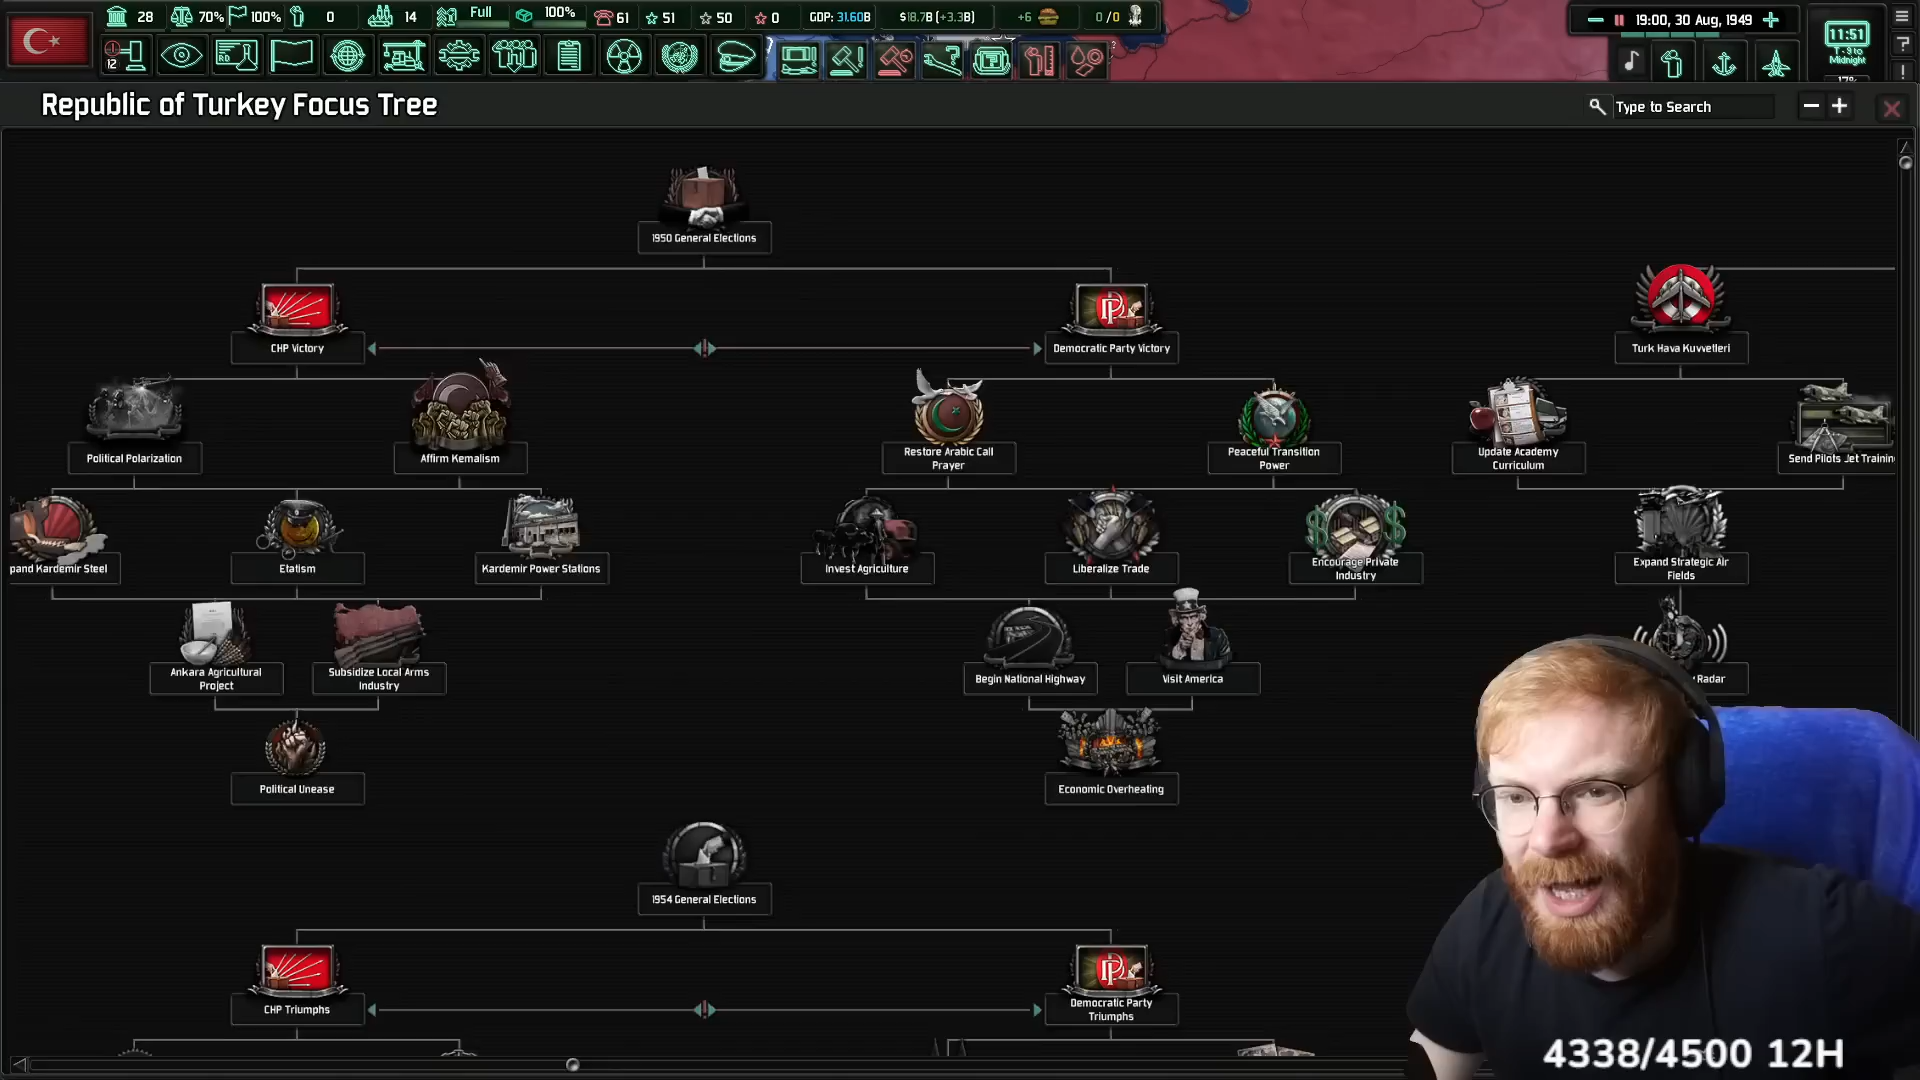 28
70%
100%
0
14
Full
100%
61
51
50
0
GDP: 31.60B
$18.7B (+3.3B)
+6
0 / 0
19:00, 30 Aug, 1949
11:51
Midnight
12
Republic of Turkey Focus Tree
Type to Search
1950 General Elections
CHP Victory
Democratic Party Victory
Turk Hava Kuvvetleri
Political Polarization
Affirm Kemalism
Restore Arabic Call
Prayer
Peaceful Transition
Power
Update Academy
Curriculum
Send Pilots Jet Training
pand Kardemir Steel
Etatism
Kardemir Power Stations
Invest Agriculture
Liberalize Trade
Encourage Private
Industry
Expand Strategic Air
Fields
Ankara Agricultural
Project
Subsidize Local Arms
Industry
Begin National Highway
Visit America
Radar
Political Unease
Economic Overheating
1954 General Elections
CHP Triumphs
Democratic Party
Triumphs
4338/4500 12H